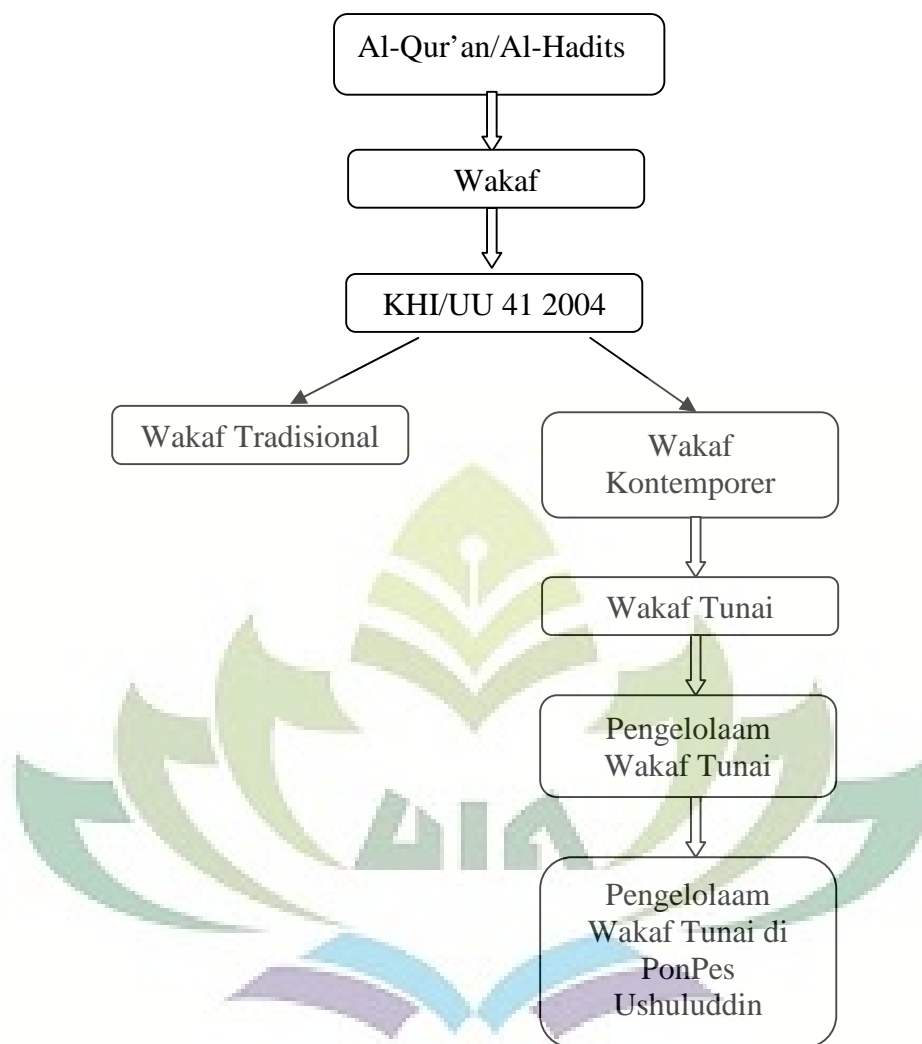 Al-Qur’an/Al-Hadits
Wakaf
KHI/UU 41 2004
Wakaf Tradisional
Wakaf
Kontemporer
Wakaf Tunai
Pengelolaam
Wakaf Tunai
Pengelolaam
Wakaf Tunai di
PonPes
Ushuluddin